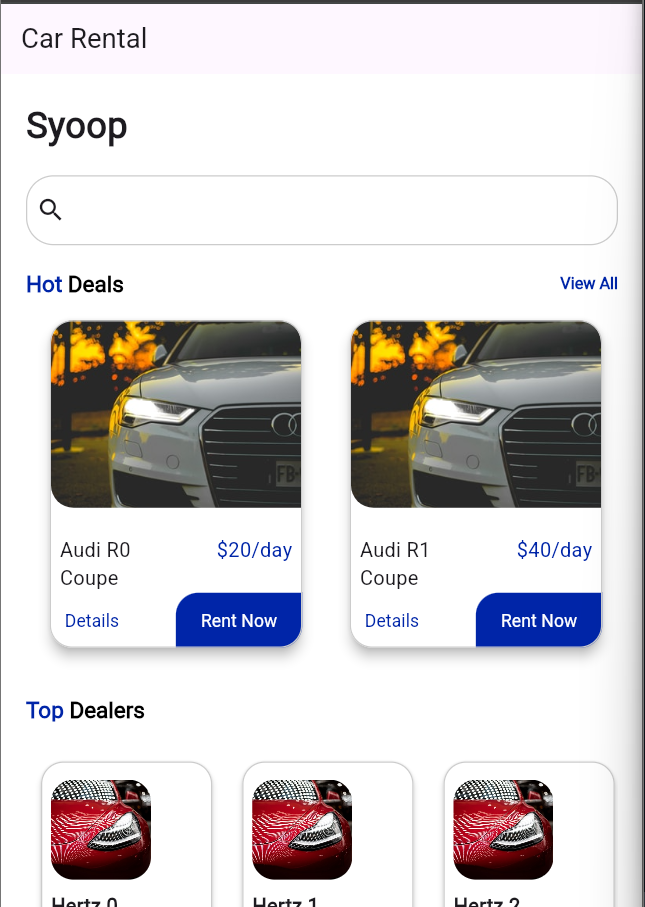 Car Rental
Syoop
Hot Deals
View All
Audi R0
Coupe
$20/day
Details
Rent Now
Audi R1
Coupe
$40/day
Details
Rent Now
Top Dealers
Hertz 0
Hertz 1
Hertz 2